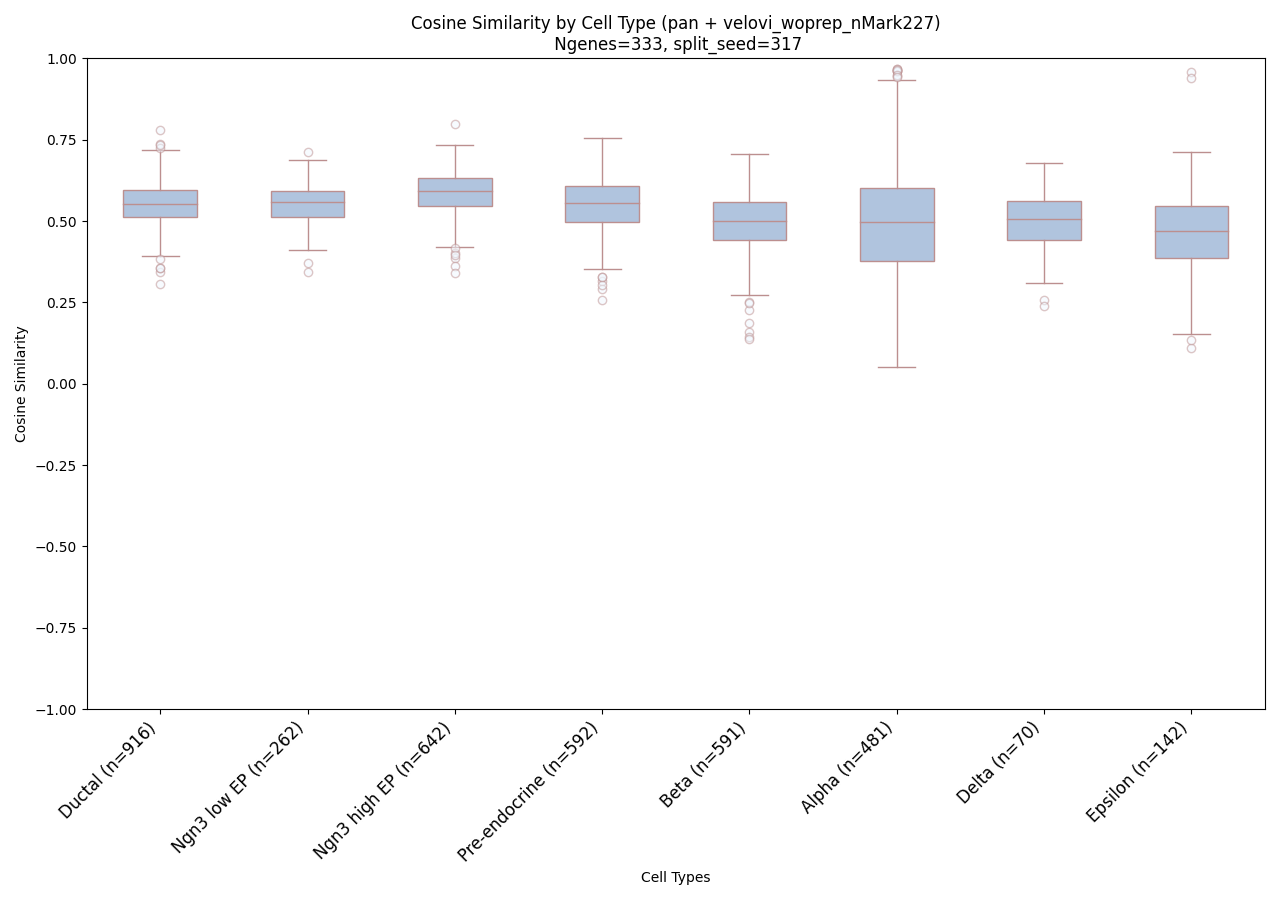 Cosine Similarity by Cell Type (pan + velovi_woprep_nMark227)
Ngenes=333, split_seed=317
1.00
0.75
0.50
0.25
0.00
−0.25
−0.50
−0.75
−1.00
Cosine Similarity
Ductal (n=916)
Ngn3 low EP (n=262)
Ngn3 high EP (n=642)
Pre-endocrine (n=592)
Beta (n=591)
Alpha (n=481)
Delta (n=70)
Epsilon (n=142)
Cell Types